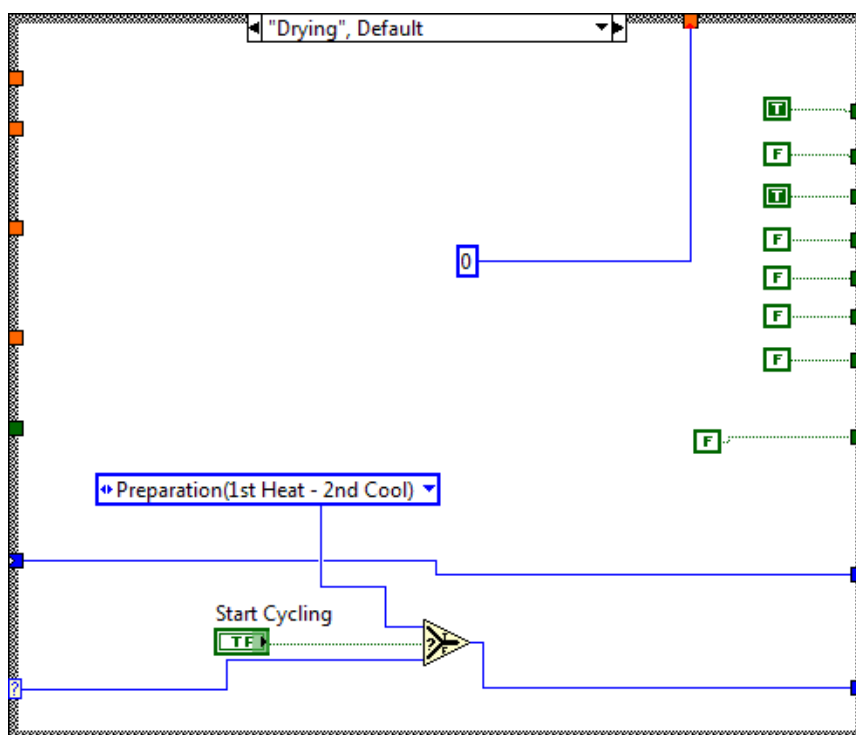 "Drying", Default
T
F
T
0
F
F
F
F
F
Preparation(1st Heat - 2nd Cool)
Start Cycling
TF
?
T
F
?